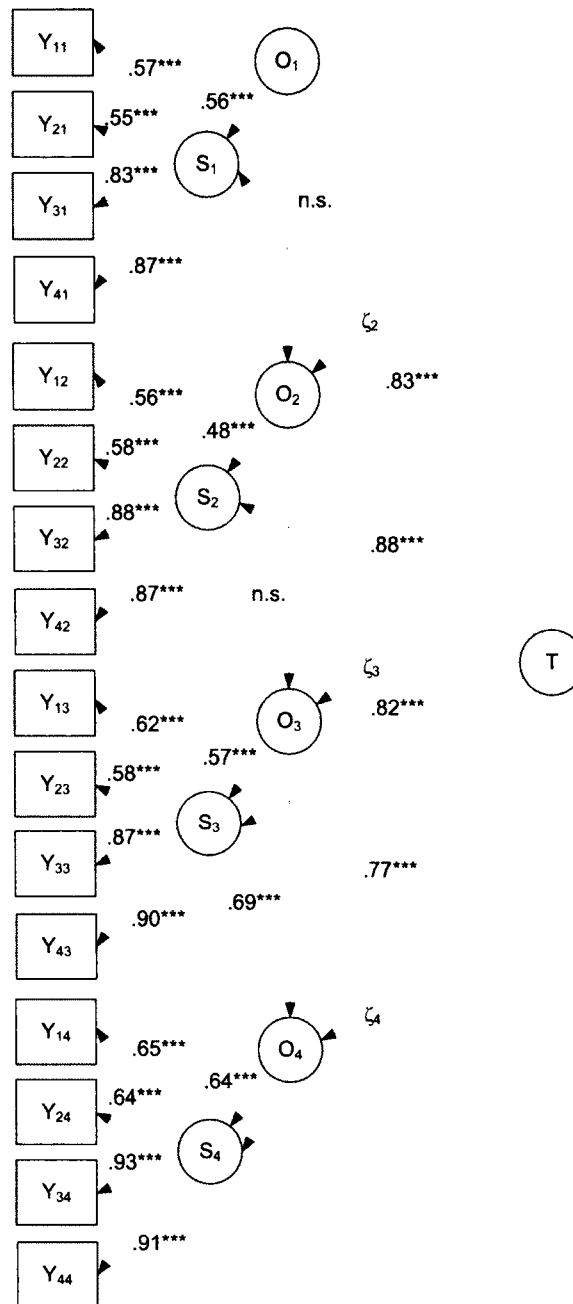 Y11
O1
.57***
.56***
Y21
.55***
S1
.83***
Y31
n.s.
.87***
Y41
ζ2
Y12
O2
.83***
.56***
.48***
Y22
.58***
S2
.88***
Y32
.88***
.87***
n.s.
Y42
T
ζ3
Y13
O3
.82***
.62***
.57***
Y23
.58***
S3
.87***
Y33
.77***
.69***
.90***
Y43
ζ4
Y14
O4
.65***
.64***
Y24
.64***
S4
.93***
Y34
.91***
Y44